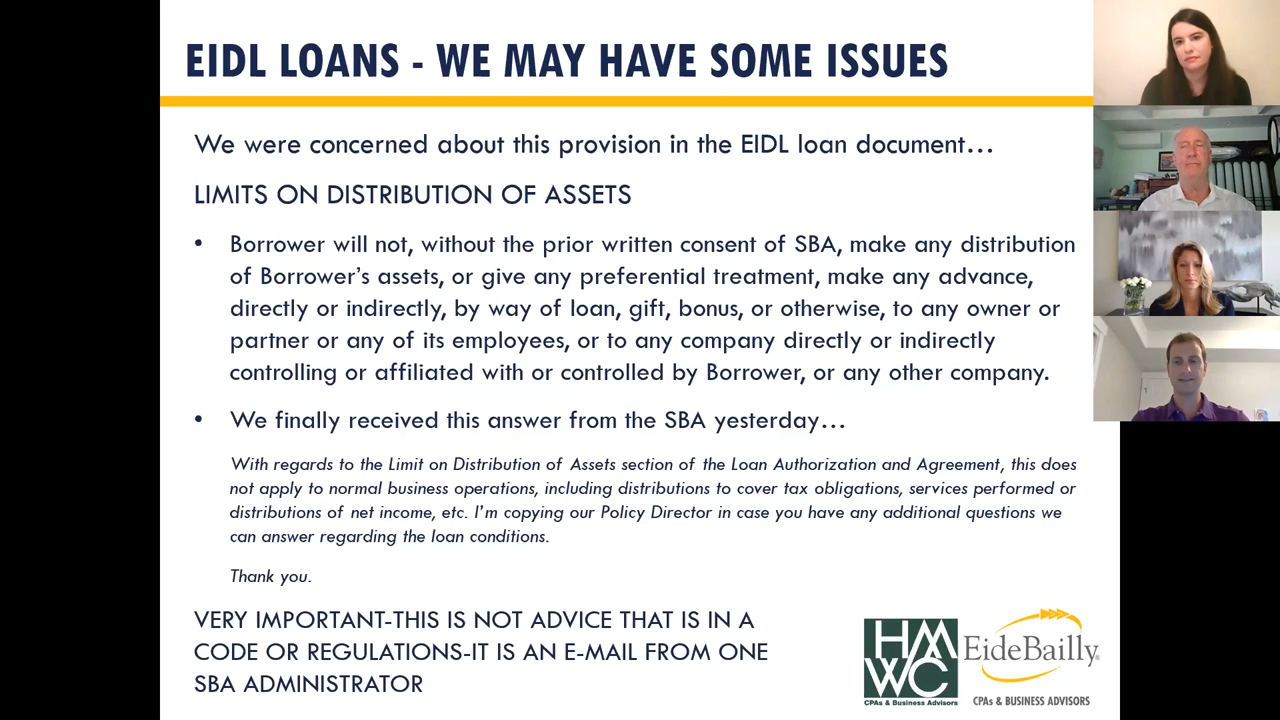 EIDL LOANS - WE MAY HAVE SOME ISSUES
We were concerned about this provision in the EIDL loan document…
LIMITS ON DISTRIBUTION OF ASSETS
• Borrower will not, without the prior written consent of SBA, make any distribution
of Borrower’s assets, or give any preferential treatment, make any advance,
directly or indirectly, by way of loan, gift, bonus, or otherwise, to any owner or
partner or any of its employees, or to any company directly or indirectly
controlling or affiliated with or controlled by Borrower, or any other company.
• We finally received this answer from the SBA yesterday…
With regards to the Limit on Distribution of Assets section of the Loan Authorization and Agreement, this does
not apply to normal business operations, including distributions to cover tax obligations, services performed or
distributions of net income, etc. I’m copying our Policy Director in case you have any additional questions we
can answer regarding the loan conditions.
Thank you.
VERY IMPORTANT-THIS IS NOT ADVICE THAT IS IN A
CODE OR REGULATIONS-IT IS AN E-MAIL FROM ONE
SBA ADMINISTRATOR
HM
WC
CPAs & Business Advisors
EideBailly®
CPAs & BUSINESS ADVISORS